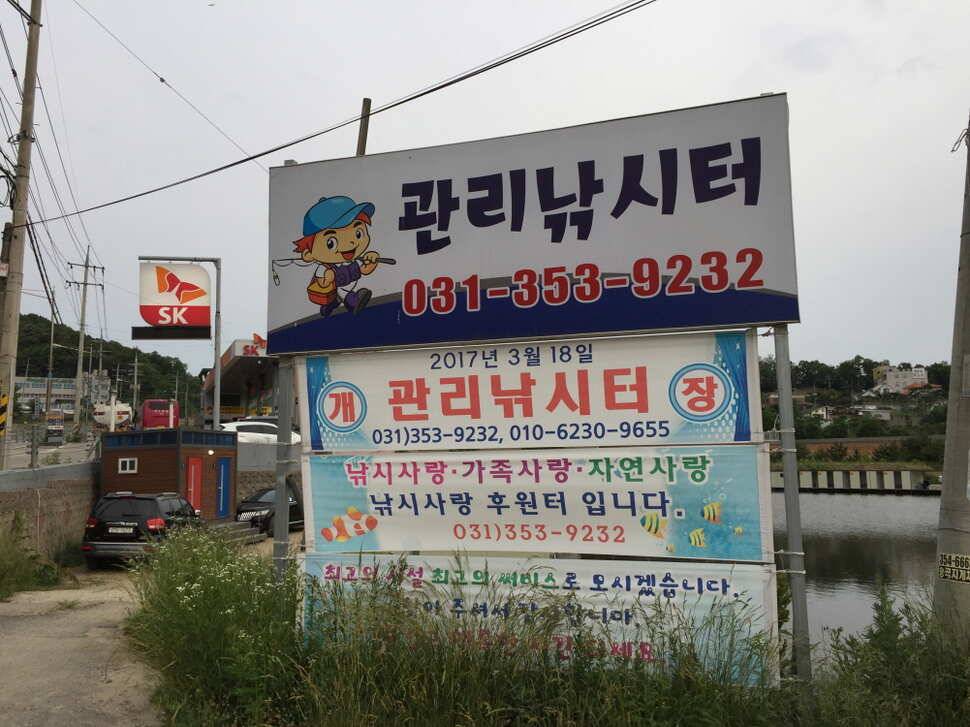 관리낚시터
031-353-9232
2017년 3월 18일
개
관리낚시터
장
031)353-9232, 010-6230-9655
낚시사랑·가족사랑·자연사랑
낚시사랑 후원터 입니다.
031)353-9232
최고의 시설 최고의 써비스로 모시겠습니다.
SK
SK